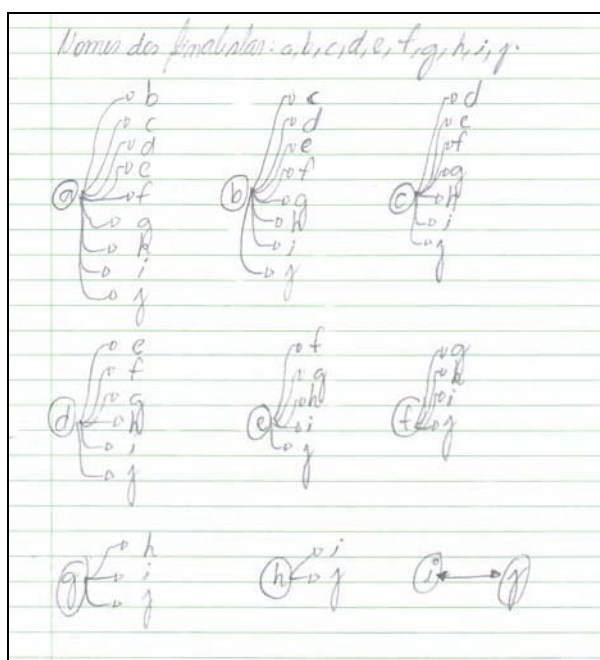 Nomes dos finalistas: a, b, c, d, e, f, g, h, i, j.
b
c
d
e
a f
g
h
i
j
c
d
e
f
b g
h
i
j
d
e
f
g
c h
i
j
e
f
g
d h
i
j
f
g
h
e i
j
g
h
i
f j
h
g i
j
i
h j
i j